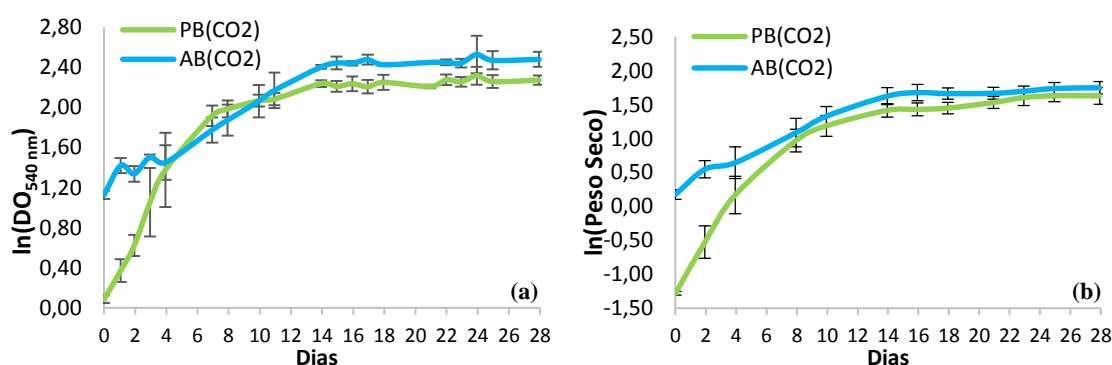 2,80
2,40
2,00
1,60
1,20
0,80
0,40
0,00
ln(DO540 nm)
PB(CO2)
AB(CO2)
(a)
0 2 4 6 8 10 12 14 16 18 20 22 24 26 28
Dias
2,50
2,00
1,50
1,00
0,50
0,00
-0,50
-1,00
-1,50
ln(Peso Seco)
PB(CO2)
AB(CO2)
(b)
0 2 4 6 8 10 12 14 16 18 20 22 24 26 28
Dias